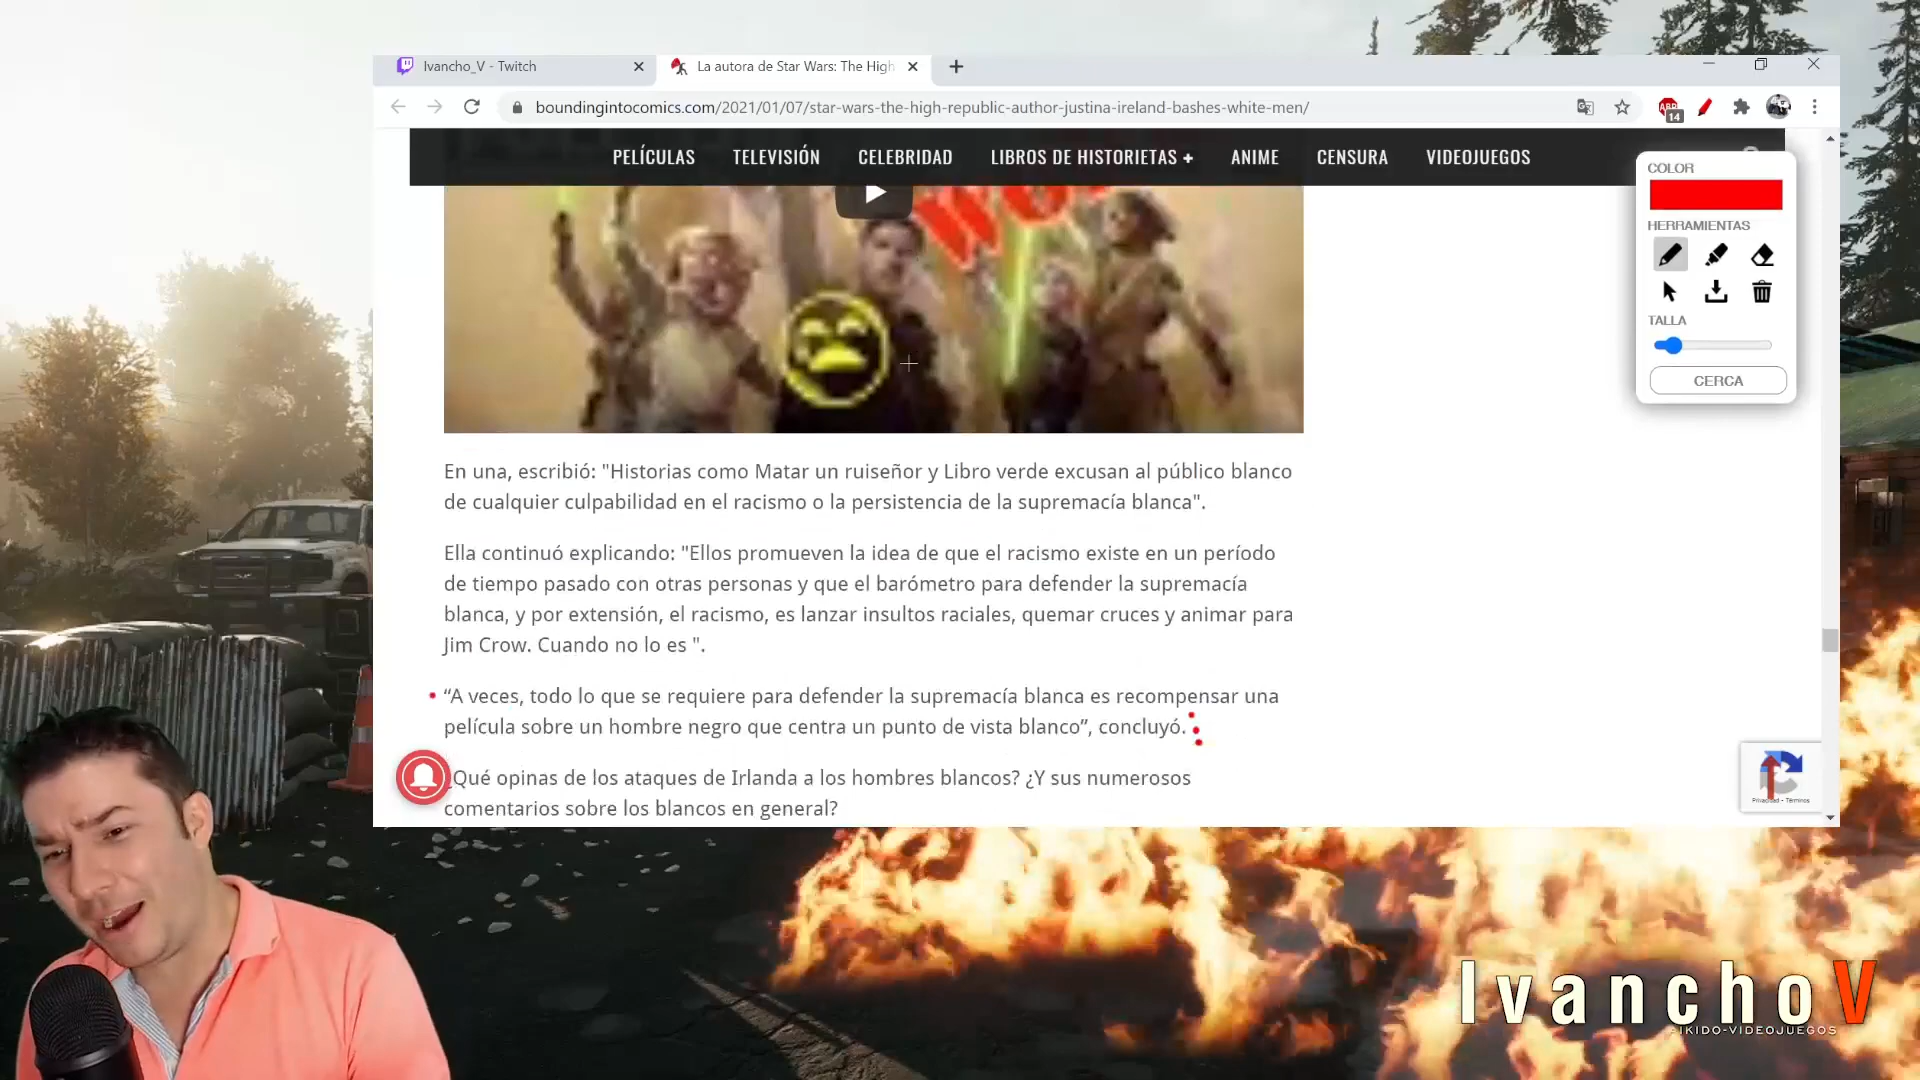 Ivancho_V - Twitch
La autora de Star Wars: The High
boundingintocomics.com/2021/01/07/star-wars-the-high-republic-author-justina-ireland-bashes-white-men/
ABP
14
PELÍCULAS TELEVISIÓN CELEBRIDAD LIBROS DE HISTORIETAS + ANIME CENSURA VIDEOJUEGOS
COLOR
HERRAMIENTAS
TALLA
CERCA
En una, escribió: "Historias como Matar un ruiseñor y Libro verde excusan al público blanco
de cualquier culpabilidad en el racismo o la persistencia de la supremacía blanca".
Ella continuó explicando: "Ellos promueven la idea de que el racismo existe en un período
de tiempo pasado con otras personas y que el barómetro para defender la supremacía
blanca, y por extensión, el racismo, es lanzar insultos raciales, quemar cruces y animar para
Jim Crow. Cuando no lo es ".
“A veces, todo lo que se requiere para defender la supremacía blanca es recompensar una
película sobre un hombre negro que centra un punto de vista blanco”, concluyó.
Qué opinas de los ataques de Irlanda a los hombres blancos? ¿Y sus numerosos
comentarios sobre los blancos en general?
Privacidad • Términos
IvanchoV
AIKIDO-VIDEOJUEGOS